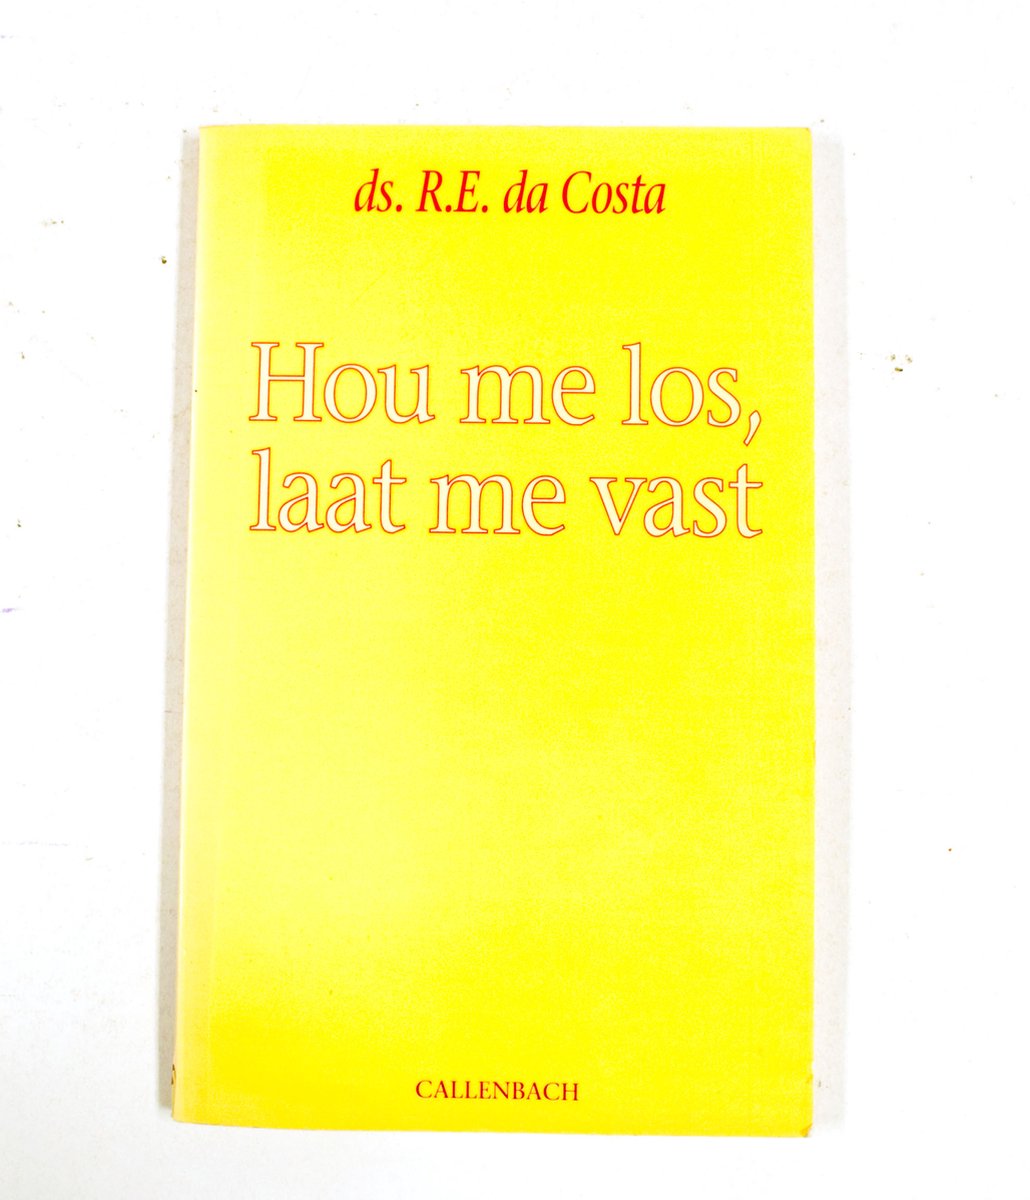 ds. R.E. da Costa
Hou me los,
laat me vast
CALLENBACH